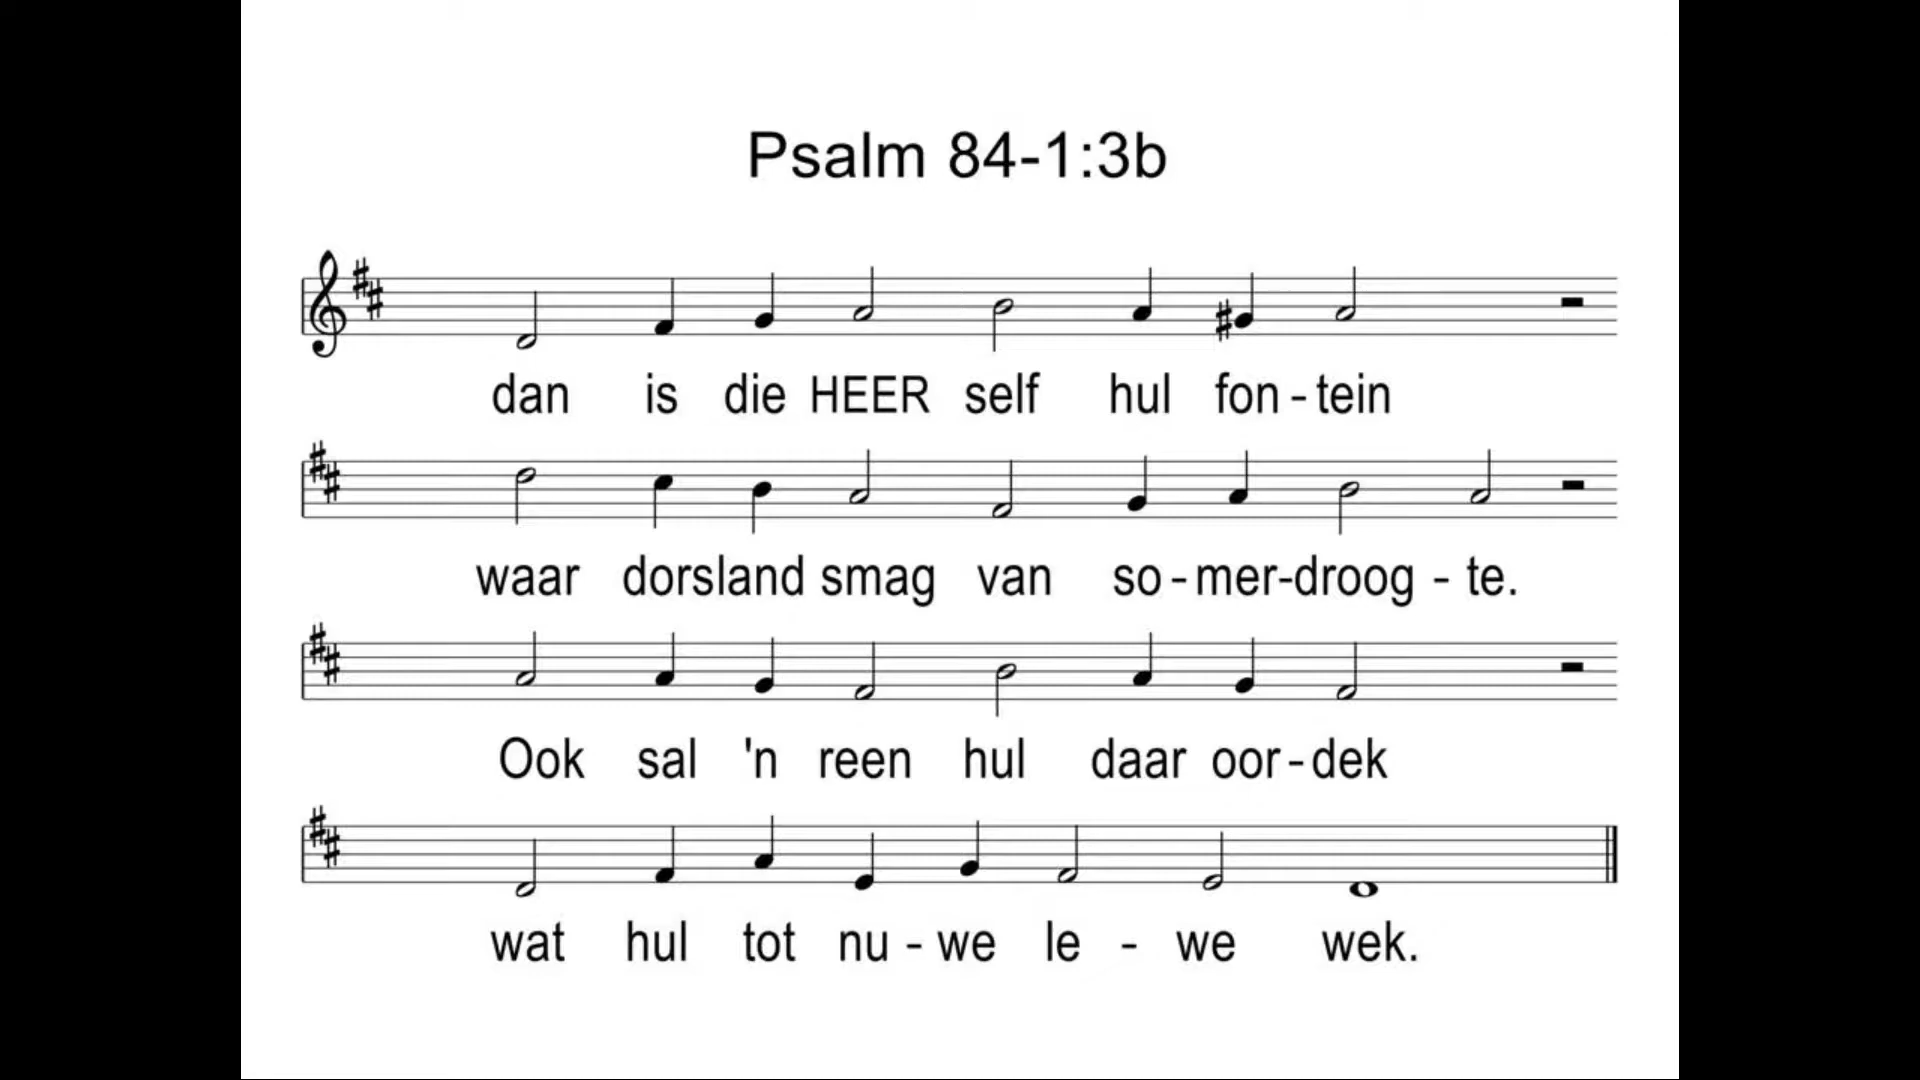 Psalm 84-1:3b
dan is die HEER self hul fon-tein
waar dorsland smag van so-mer-droog-te.
Ook sal 'n reen hul daar oor-dek
wat hul tot nu-we le-we wek.